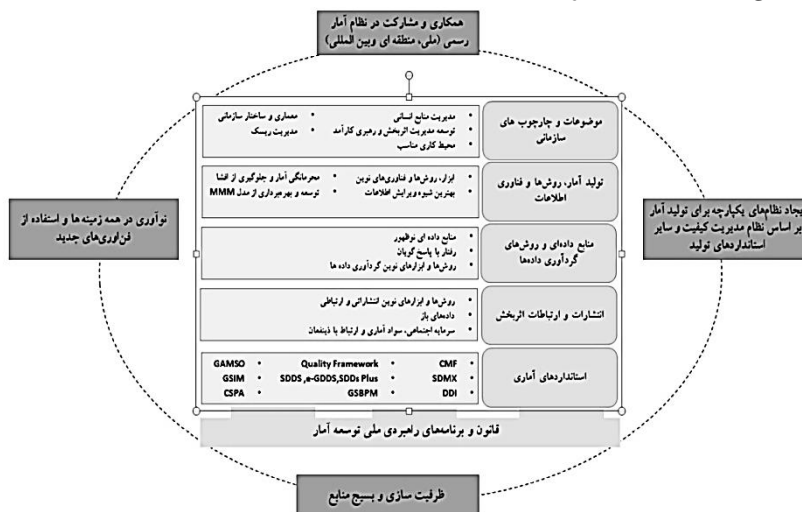 همکاری و مشارکت در نظام آمار
رسمی (ملی، منطقه ای وبین المللی)
موضوعات و چارچوب های
سازمانی
مدیریت منابع انسانی
توسعه مدیریت اثربخش و رهبری کارآمد
محیط کاری مناسب
معماری و ساختار سازمانی
مدیریت ریسک
تولید آمار، روش‌ها و فناوری
اطلاعات
ابزار، روش‌ها و فناوری‌های نوین
بهترین شیوه ویرایش اطلاعات
محرمانگی آمار و جلوگیری از افشا
توسعه و بهره‌برداری از مدل MMM
ایجاد نظام‌های یکپارچه برای تولید آمار
بر اساس نظام مدیریت کیفیت و سایر
استانداردهای تولید
نوآوری در همه زمینه ها و استفاده از
فن‌آوری‌های جدید
منابع داده‌ای و روش‌های
گردآوری داده‌ها
منابع داده ای نوظهور
رفتار با پاسخ گویان
روش‌ها و ابزارهای نوین گردآوری داده ها
انتشارات و ارتباطات اثربخش
روش‌ها و ابزارهای نوین انتشاراتی و ارتباطی
داده‌های باز
سرمایه اجتماعی، سواد آماری و ارتباط با ذینفعان
استانداردهای آماری
CMF
SDMX
DDI
Quality Framework
SDDS ,e-GDDS,SDDs Plus
GSBPM
GAMSO
GSIM
CSPA
قانون و برنامه‌های راهبردی ملی توسعه آمار
ظرفیت سازی و بسیج منابع